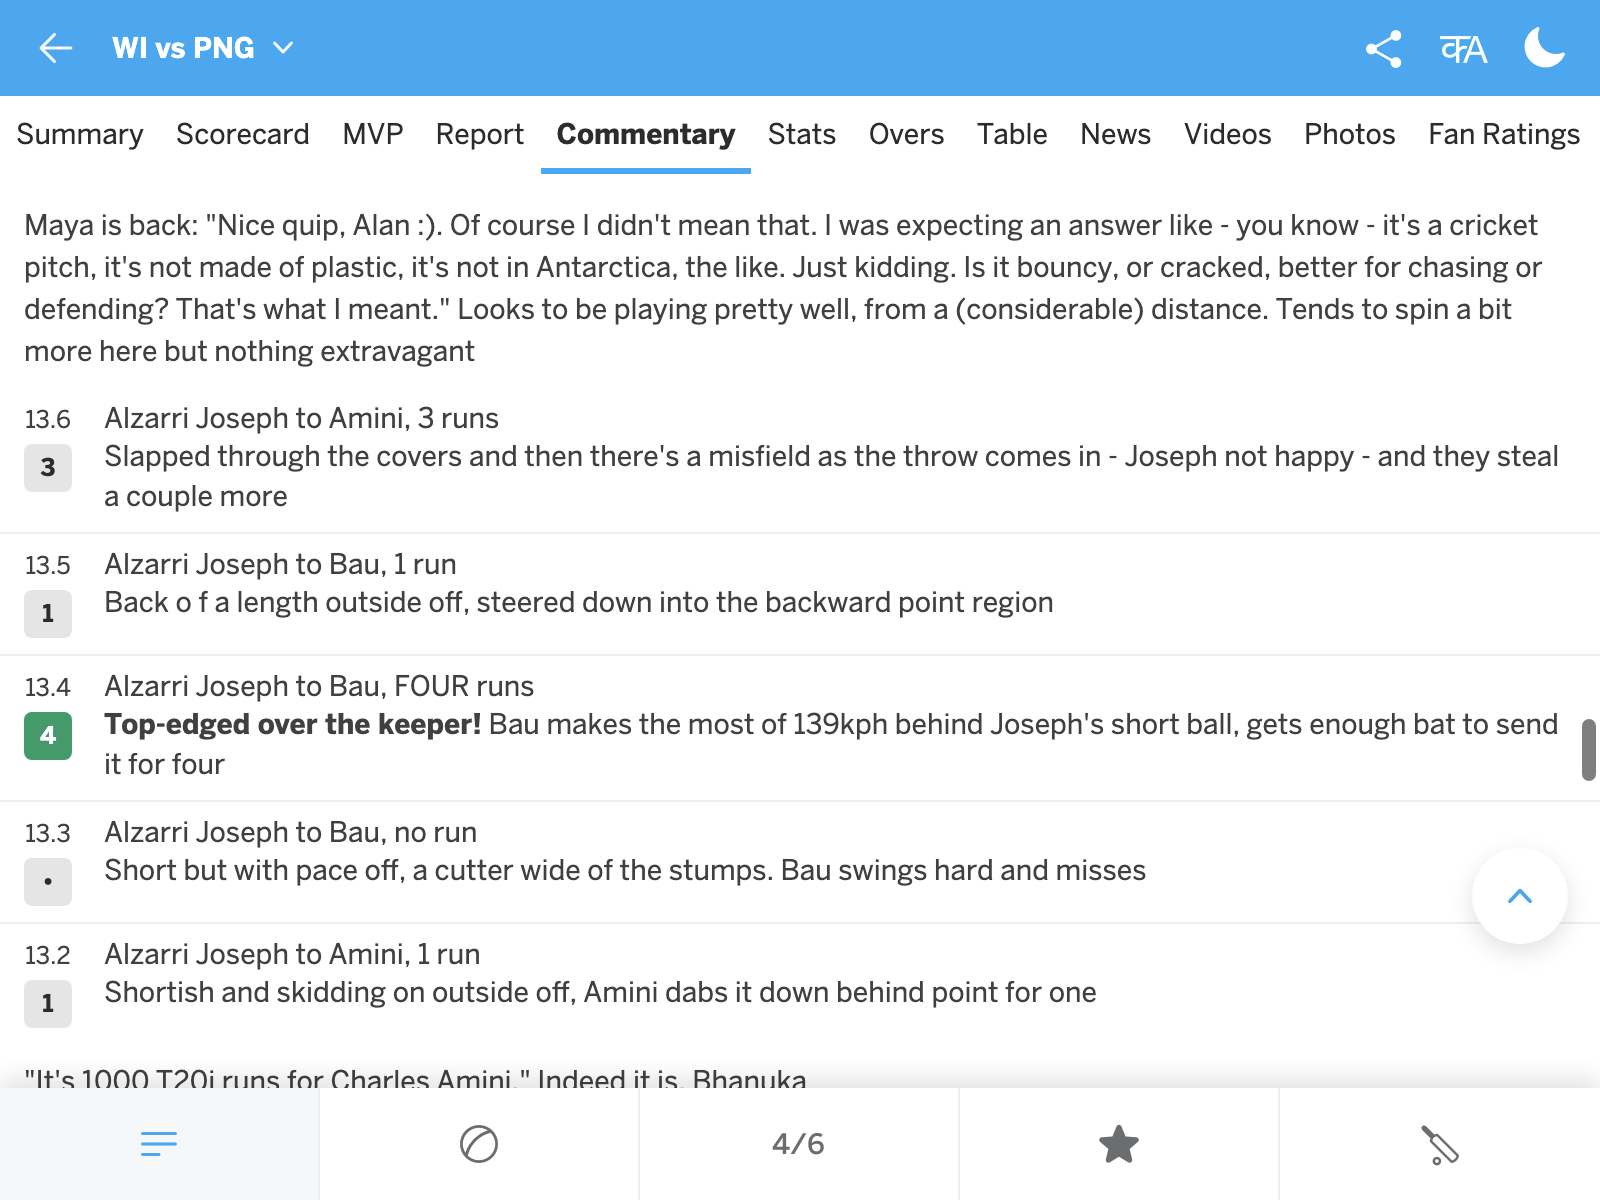 WI vs PNG
काA
Summary Scorecard MVP Report Commentary Stats Overs Table News Videos Photos Fan Ratings
Maya is back: "Nice quip, Alan :). Of course I didn't mean that. I was expecting an answer like - you know - it's a cricket
pitch, it's not made of plastic, it's not in Antarctica, the like. Just kidding. Is it bouncy, or cracked, better for chasing or
defending? That's what I meant." Looks to be playing pretty well, from a (considerable) distance. Tends to spin a bit
more here but nothing extravagant
13.6 Alzarri Joseph to Amini, 3 runs
3 Slapped through the covers and then there's a misfield as the throw comes in - Joseph not happy - and they steal
a couple more
13.5 Alzarri Joseph to Bau, 1 run
1 Back o f a length outside off, steered down into the backward point region
13.4 Alzarri Joseph to Bau, FOUR runs
4 Top-edged over the keeper! Bau makes the most of 139kph behind Joseph's short ball, gets enough bat to send
it for four
13.3 Alzarri Joseph to Bau, no run
• Short but with pace off, a cutter wide of the stumps. Bau swings hard and misses
13.2 Alzarri Joseph to Amini, 1 run
1 Shortish and skidding on outside off, Amini dabs it down behind point for one
"It's 1000 T20i runs for Charles Amini." Indeed it is, Bhanuka
4/6